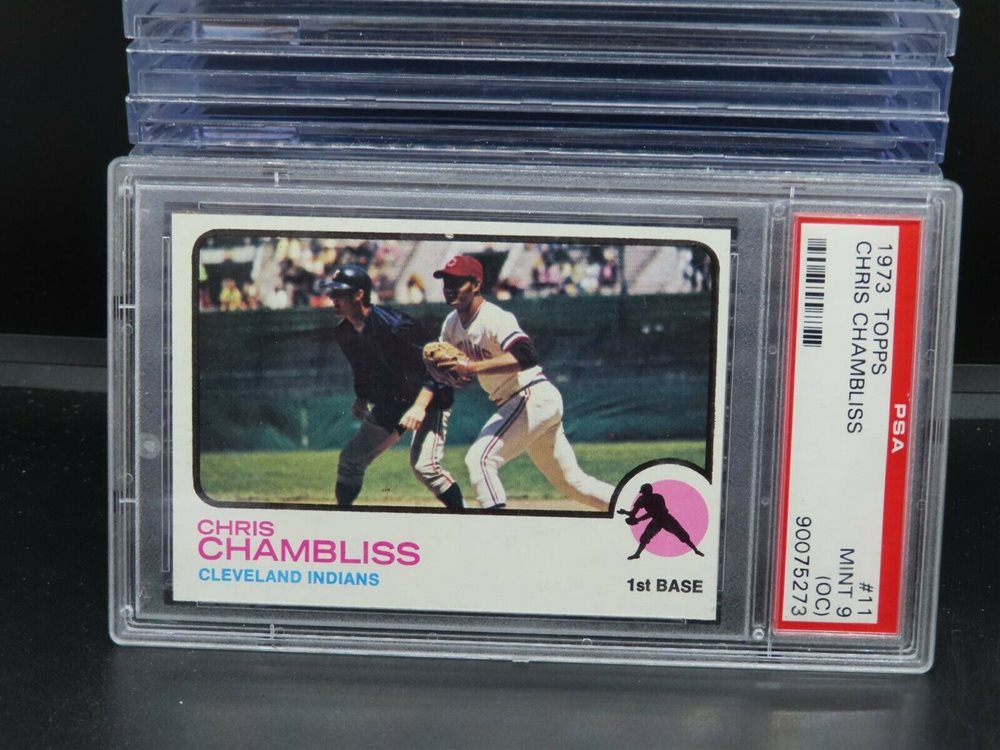 CHRIS
CHAMBLISS
CLEVELAND INDIANS
1st BASE
PSA
1973 TOPPS
CHRIS CHAMBLISS
#11
MINT 9
(OC)
90075273